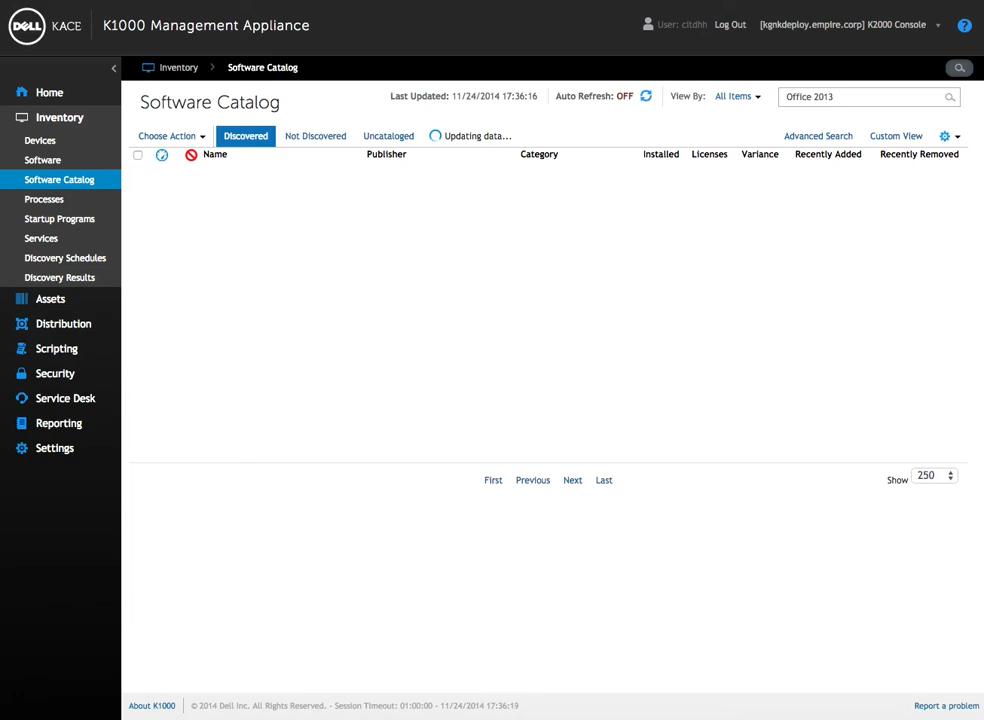 DELL KACE K1000 Management Appliance User: citdhh Log Out [kgnkdeploy.empire.corp] K2000 Console ?
< Inventory > Software Catalog
Home
Inventory
Devices
Software
Software Catalog
Processes
Startup Programs
Services
Discovery Schedules
Discovery Results
Assets
Distribution
Scripting
Security
Service Desk
Reporting
Settings
Software Catalog Last Updated: 11/24/2014 17:36:16 Auto Refresh: OFF View By: All Items Office 2013
Choose Action Discovered Not Discovered Uncataloged Updating data... Advanced Search Custom View
Name Publisher Category Installed Licenses Variance Recently Added Recently Removed
First Previous Next Last Show 250
About K1000 © 2014 Dell Inc. All Rights Reserved. - Session Timeout: 01:00:00 - 11/24/2014 17:36:19 Report a problem